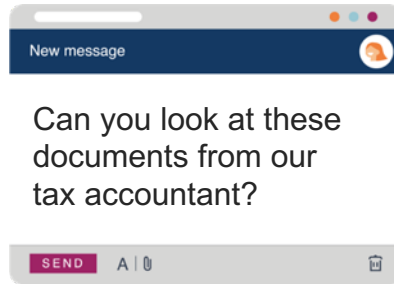 New message
Can you look at these
documents from our
tax accountant?
SEND A